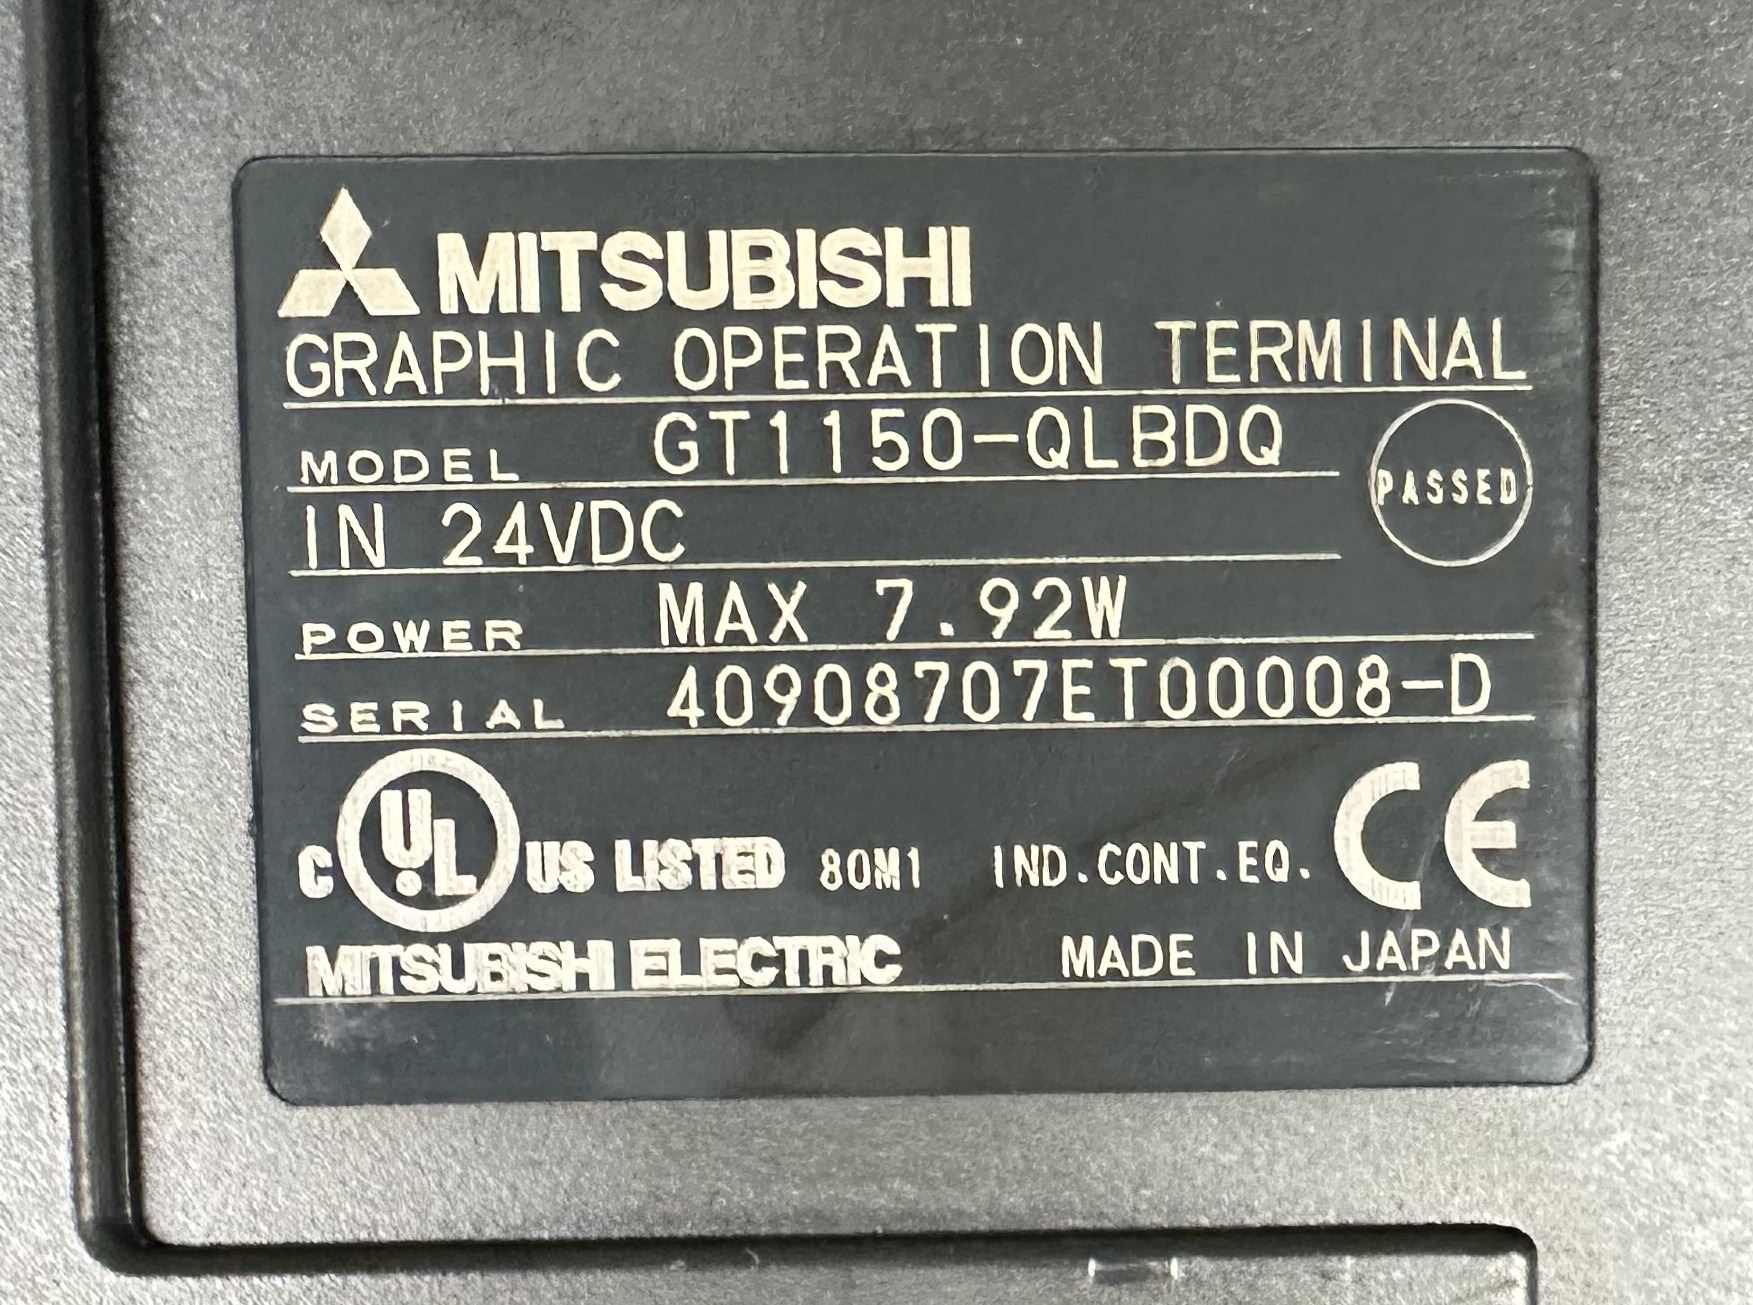 MITSUBISHI
GRAPHIC OPERATION TERMINAL
MODEL GT1150-QLBDQ
PASSED
IN 24VDC
POWER MAX 7.92W
SERIAL 40908707ET00008-D
C UL US LISTED 80M1 IND.CONT.EQ. CE
MITSUBISHI ELECTRIC MADE IN JAPAN